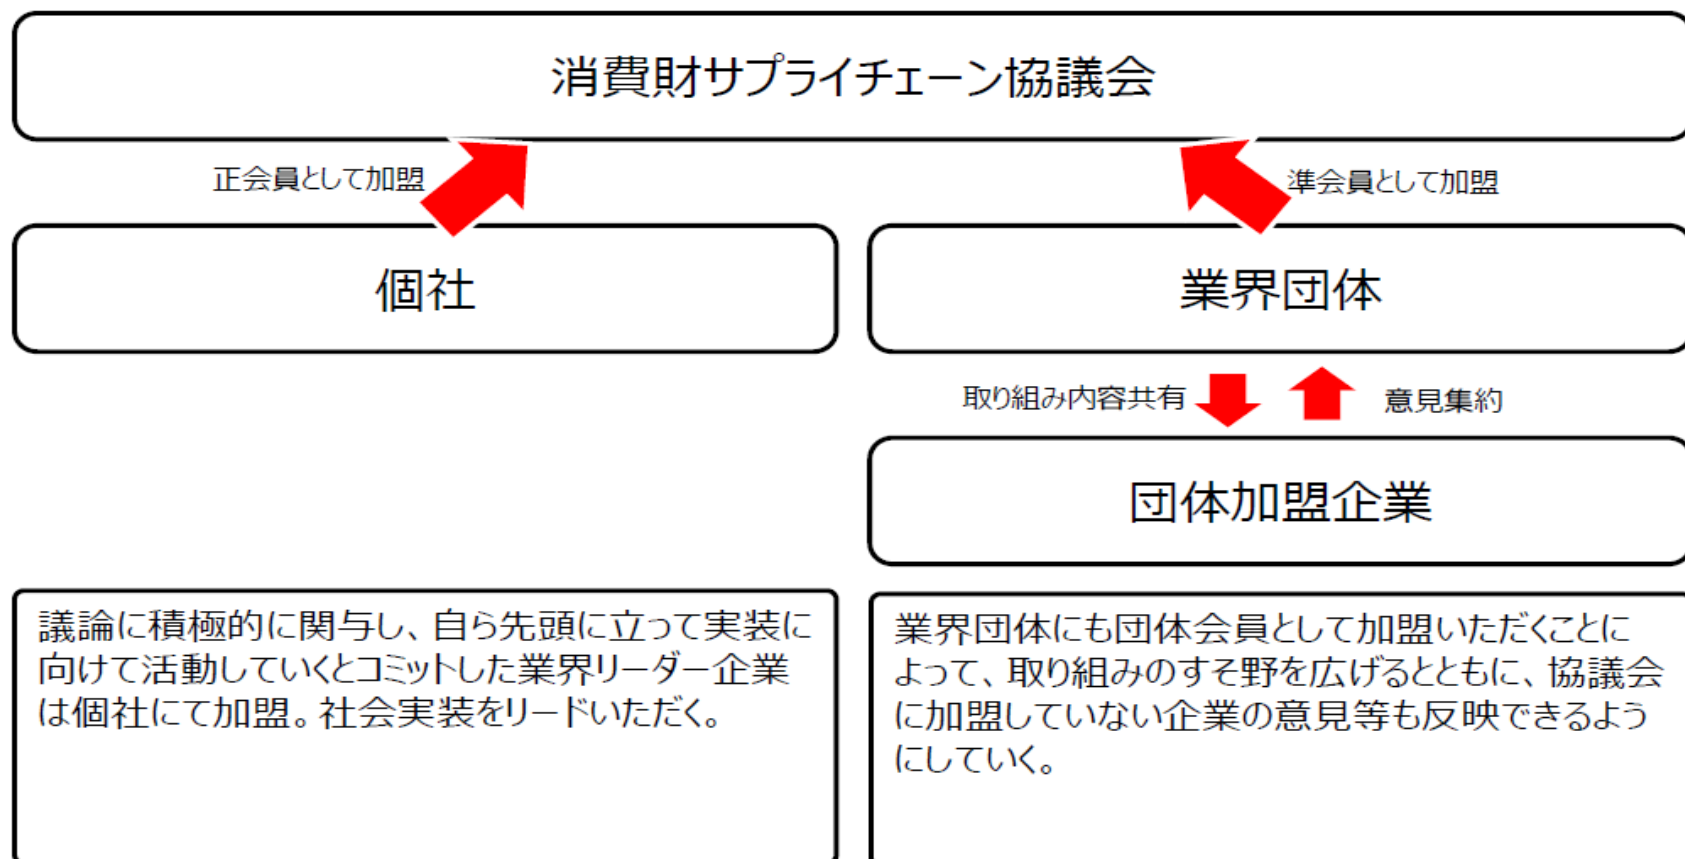 消費財サプライチェーン協議会
正会員として加盟
準会員として加盟
個社
業界団体
取り組み内容共有
意見集約
団体加盟企業
議論に積極的に関与し、自ら先頭に立って実装に
向けて活動していくとコミットした業界リーダー企業
は個社にて加盟。社会実装をリードいただく。
業界団体にも団体会員として加盟いただくことに
よって、取り組みのすそ野を広げるとともに、協議会
に加盟していない企業の意見等も反映できるよう
にしていく。